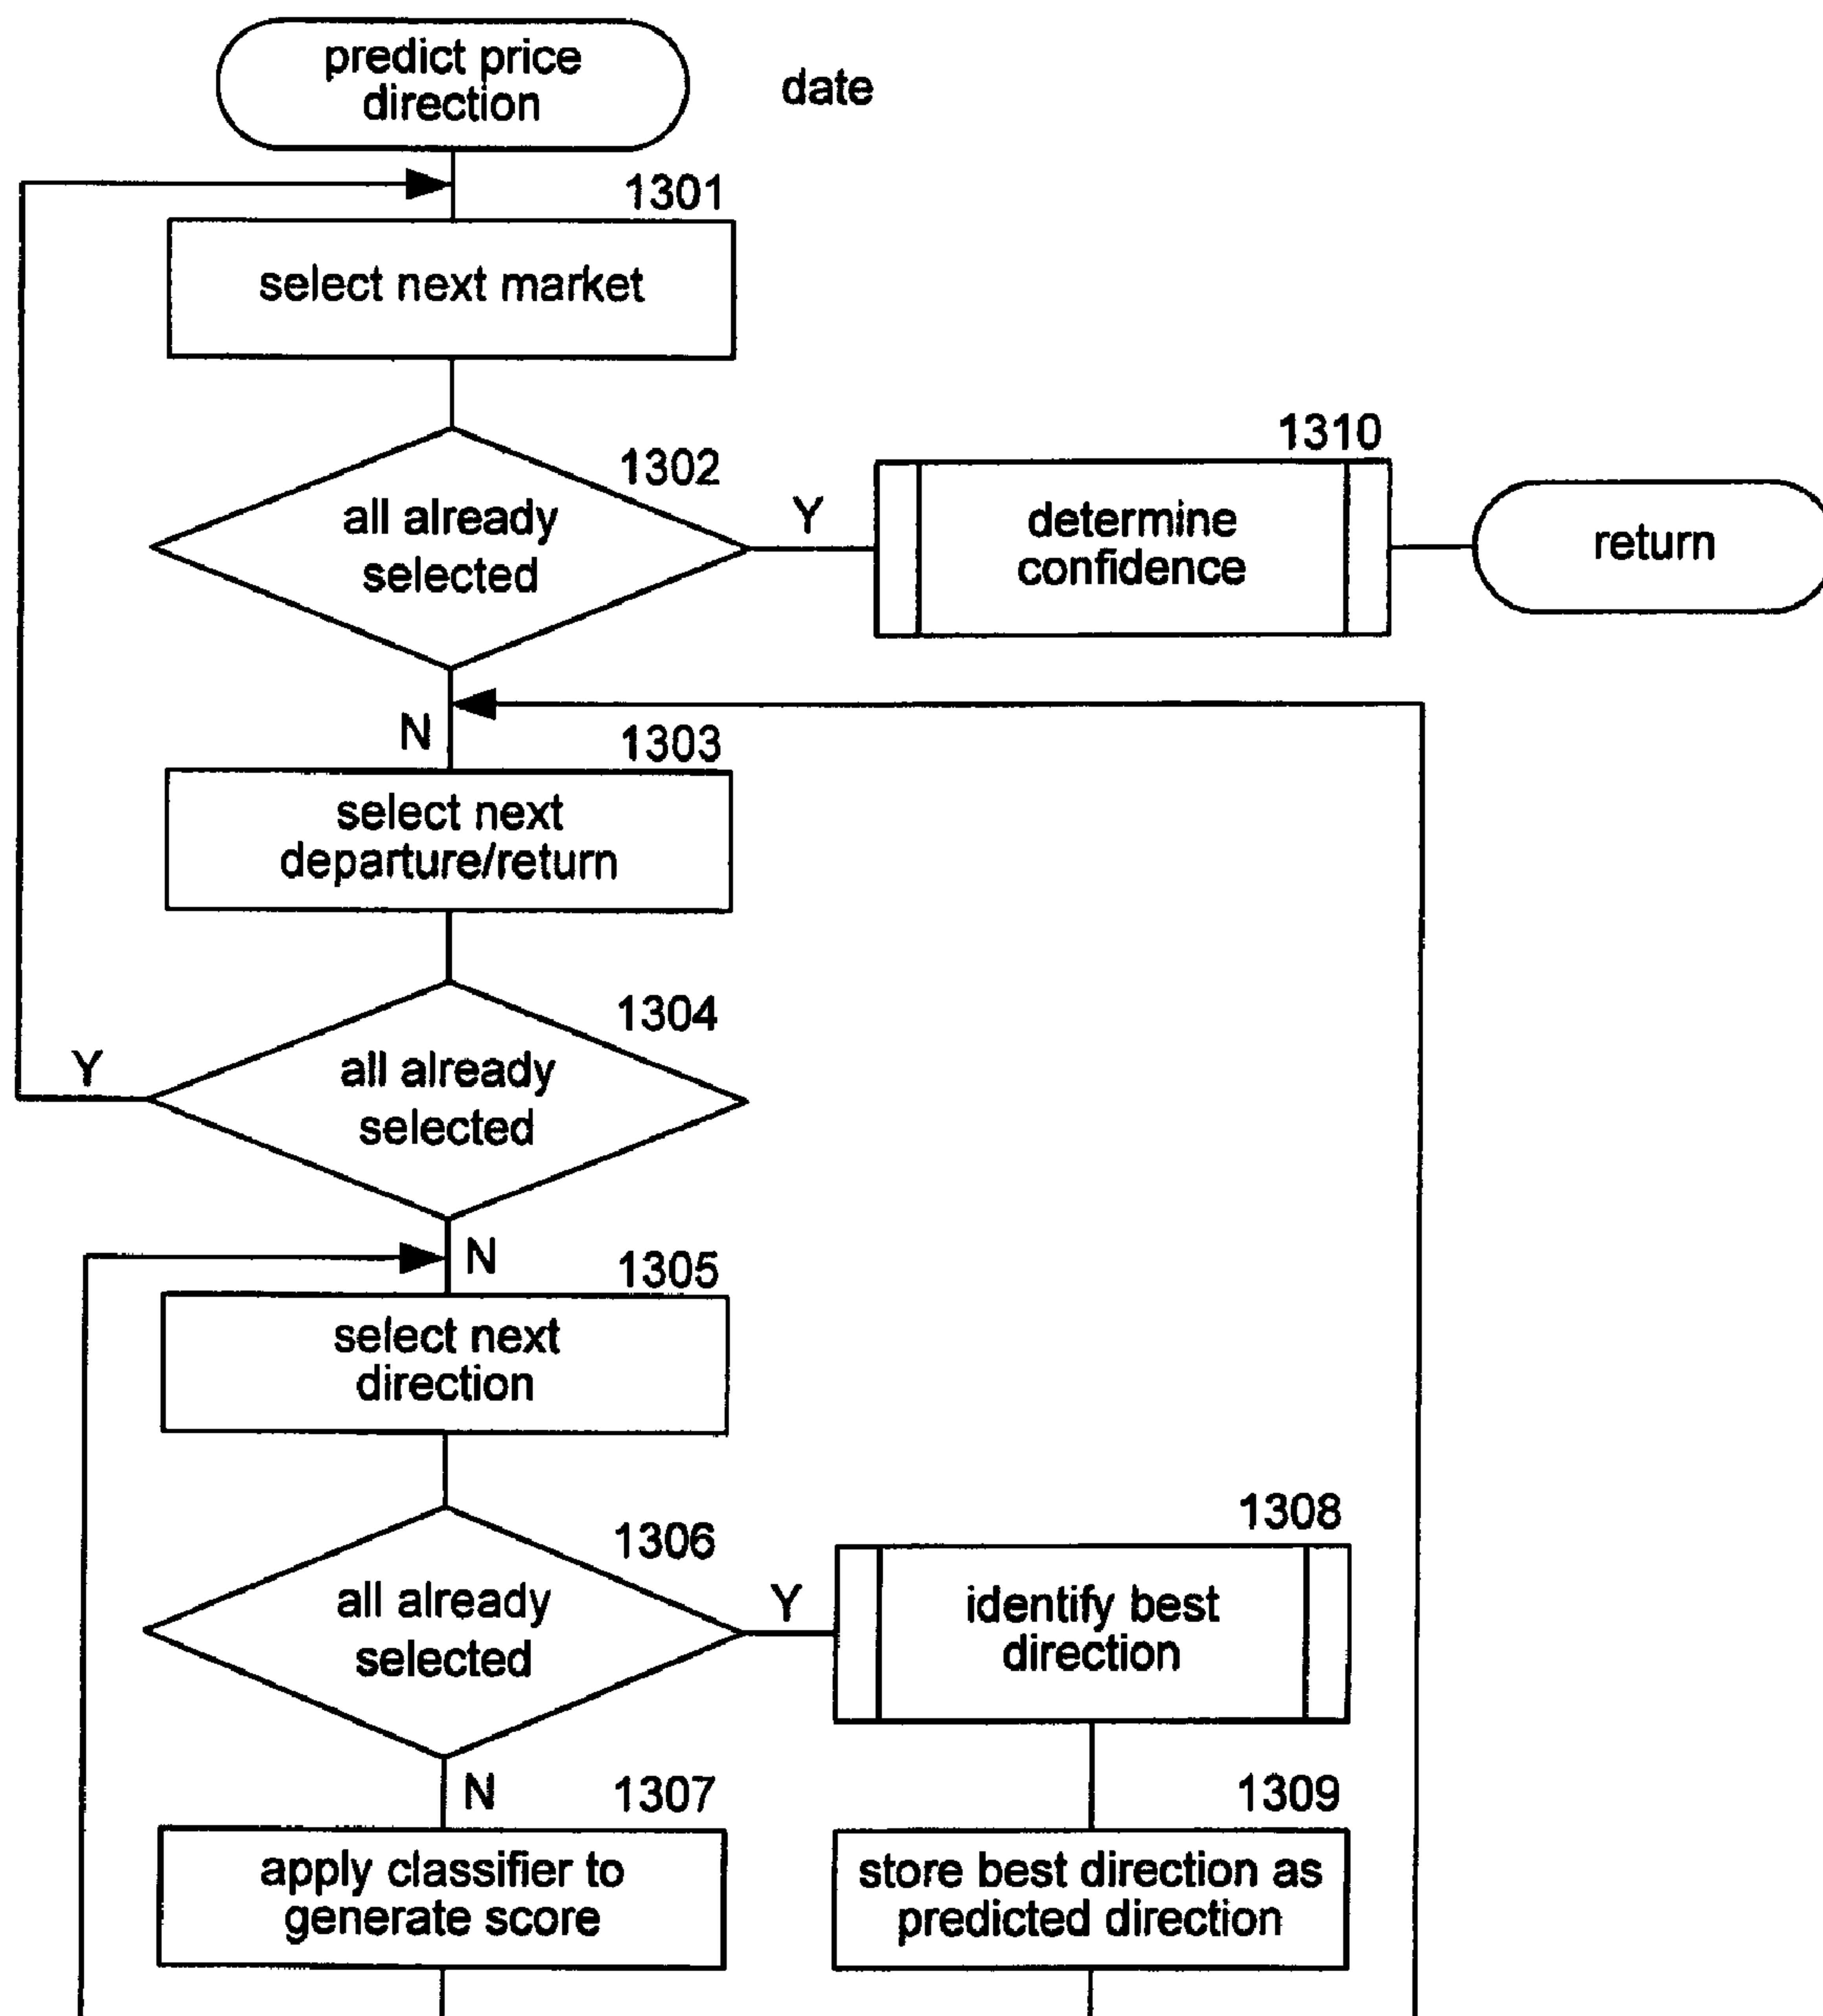 predict price
direction
date
1301
select next market
1302
all already
selected
Y
1310
determine
confidence
return
N
1303
select next
departure/return
1304
all already
selected
Y
N
1305
select next
direction
1306
all already
selected
Y
1308
identify best
direction
N
1307
apply classifier to
generate score
1309
store best direction as
predicted direction